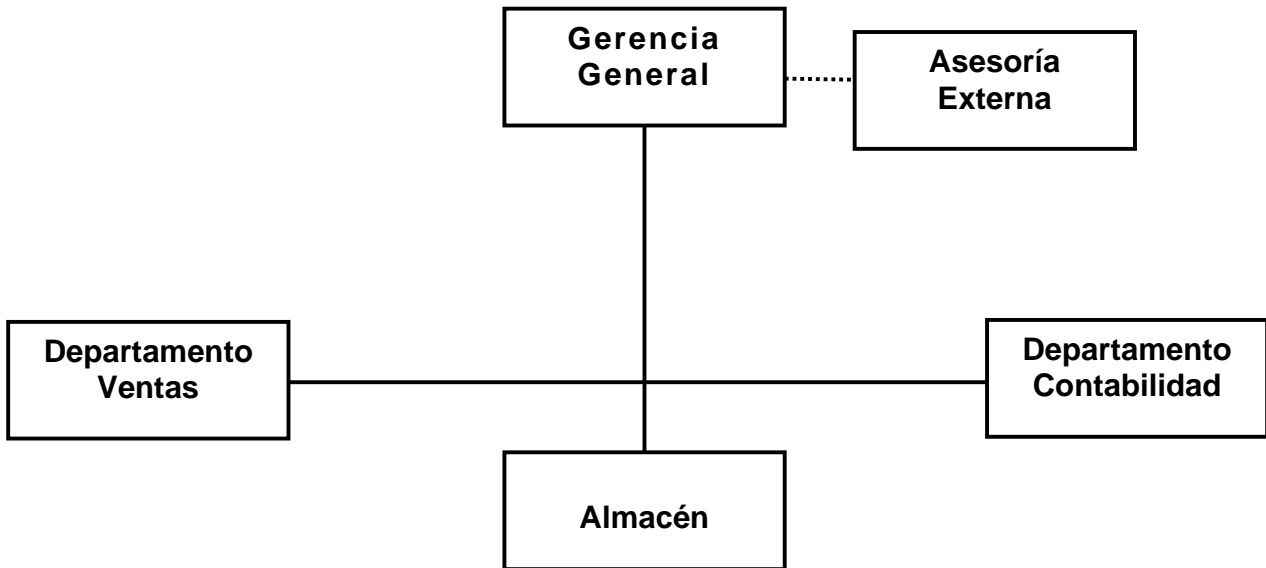 Gerencia
General
Asesoría
Externa
Departamento
Ventas
Departamento
Contabilidad
Almacén